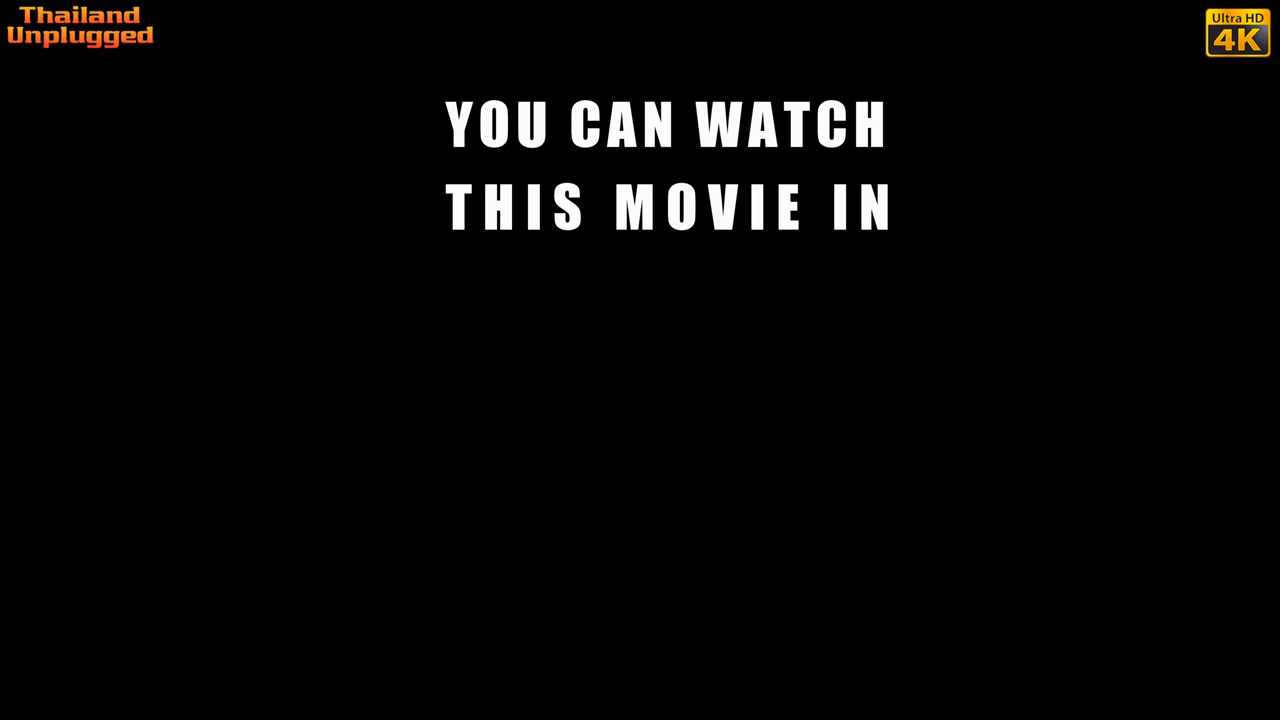 Thailand
Unplugged
Ultra HD
4K
YOU CAN WATCH
THIS MOVIE IN